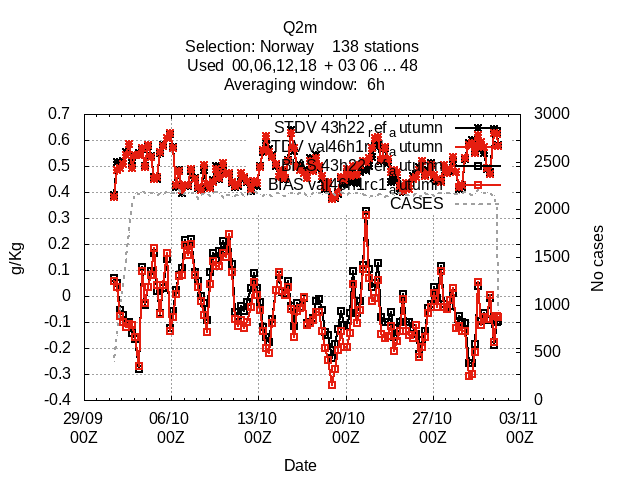 Q2m
Selection: Norway 138 stations
Used 00,06,12,18 + 03 06 ... 48
Averaging window: 6h
STDV 43h22_ref_autumn
STDV val46h1rc1_autumn
BIAS 43h22_ref_autumn
BIAS val46h1rc1_autumn
CASES
0.7
0.6
0.5
0.4
0.3
0.2
0.1
0
-0.1
-0.2
-0.3
-0.4
g/Kg
3000
2500
2000
1500
1000
500
0
No cases
29/09 06/10 13/10 20/10 27/10 03/11
00Z 00Z 00Z 00Z 00Z 00Z
Date